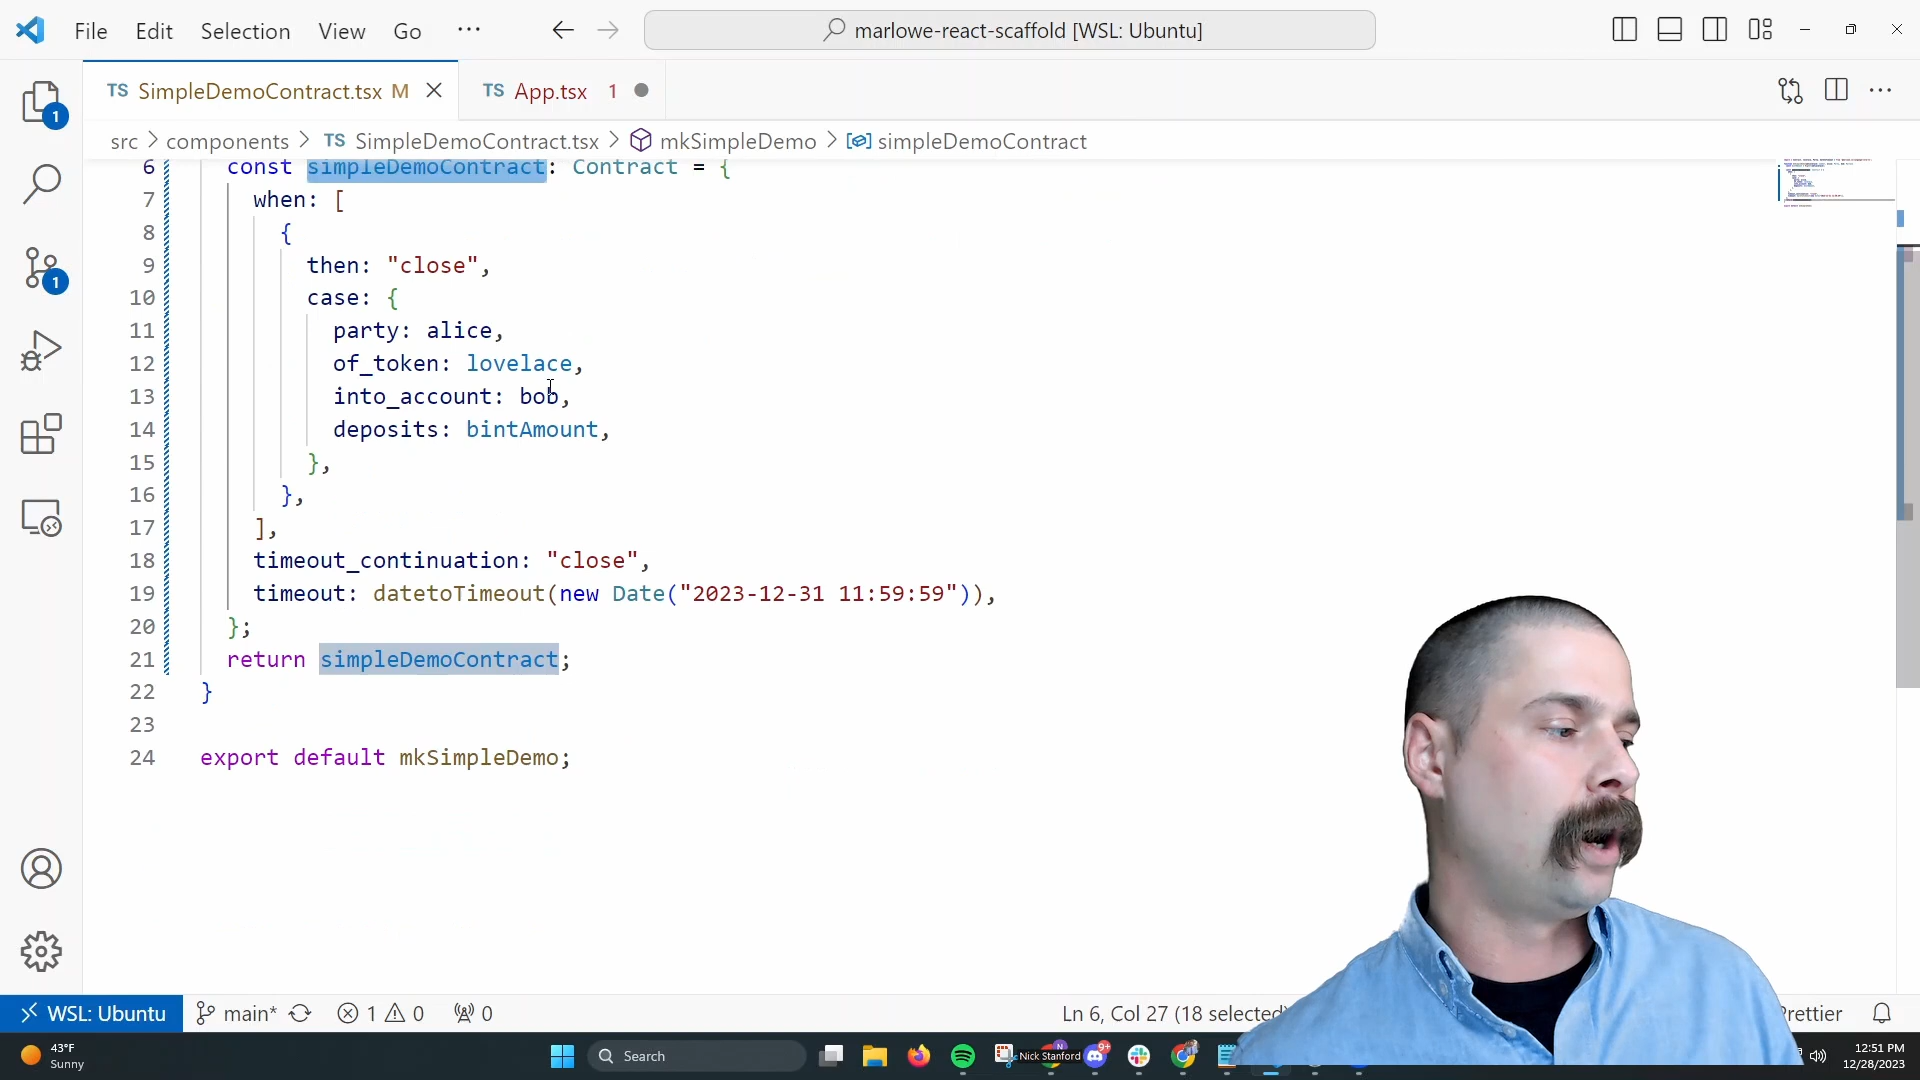 File Edit Selection View Go ··· marlowe-react-scaffold [WSL: Ubuntu]
TS SimpleDemoContract.tsx M TS App.tsx 1
src > components > TS SimpleDemoContract.tsx > mkSimpleDemo > simpleDemoContract
1
1
6 const simpleDemoContract: Contract = {
7 when: [
8 {
9 then: "close",
10 case: {
11 party: alice,
12 of_token: lovelace,
13 into_account: bob,
14 deposits: bintAmount,
15 },
16 },
17 ],
18 timeout_continuation: "close",
19 timeout: datetoTimeout(new Date("2023-12-31 11:59:59")),
20 };
21 return simpleDemoContract;
22 }
23
24 export default mkSimpleDemo;
WSL: Ubuntu main* 1 0 0 Ln 6, Col 27 (18 selected) Prettier
43°F
Sunny
Search
Nick Stanford
9+
12:51 PM
12/28/2023